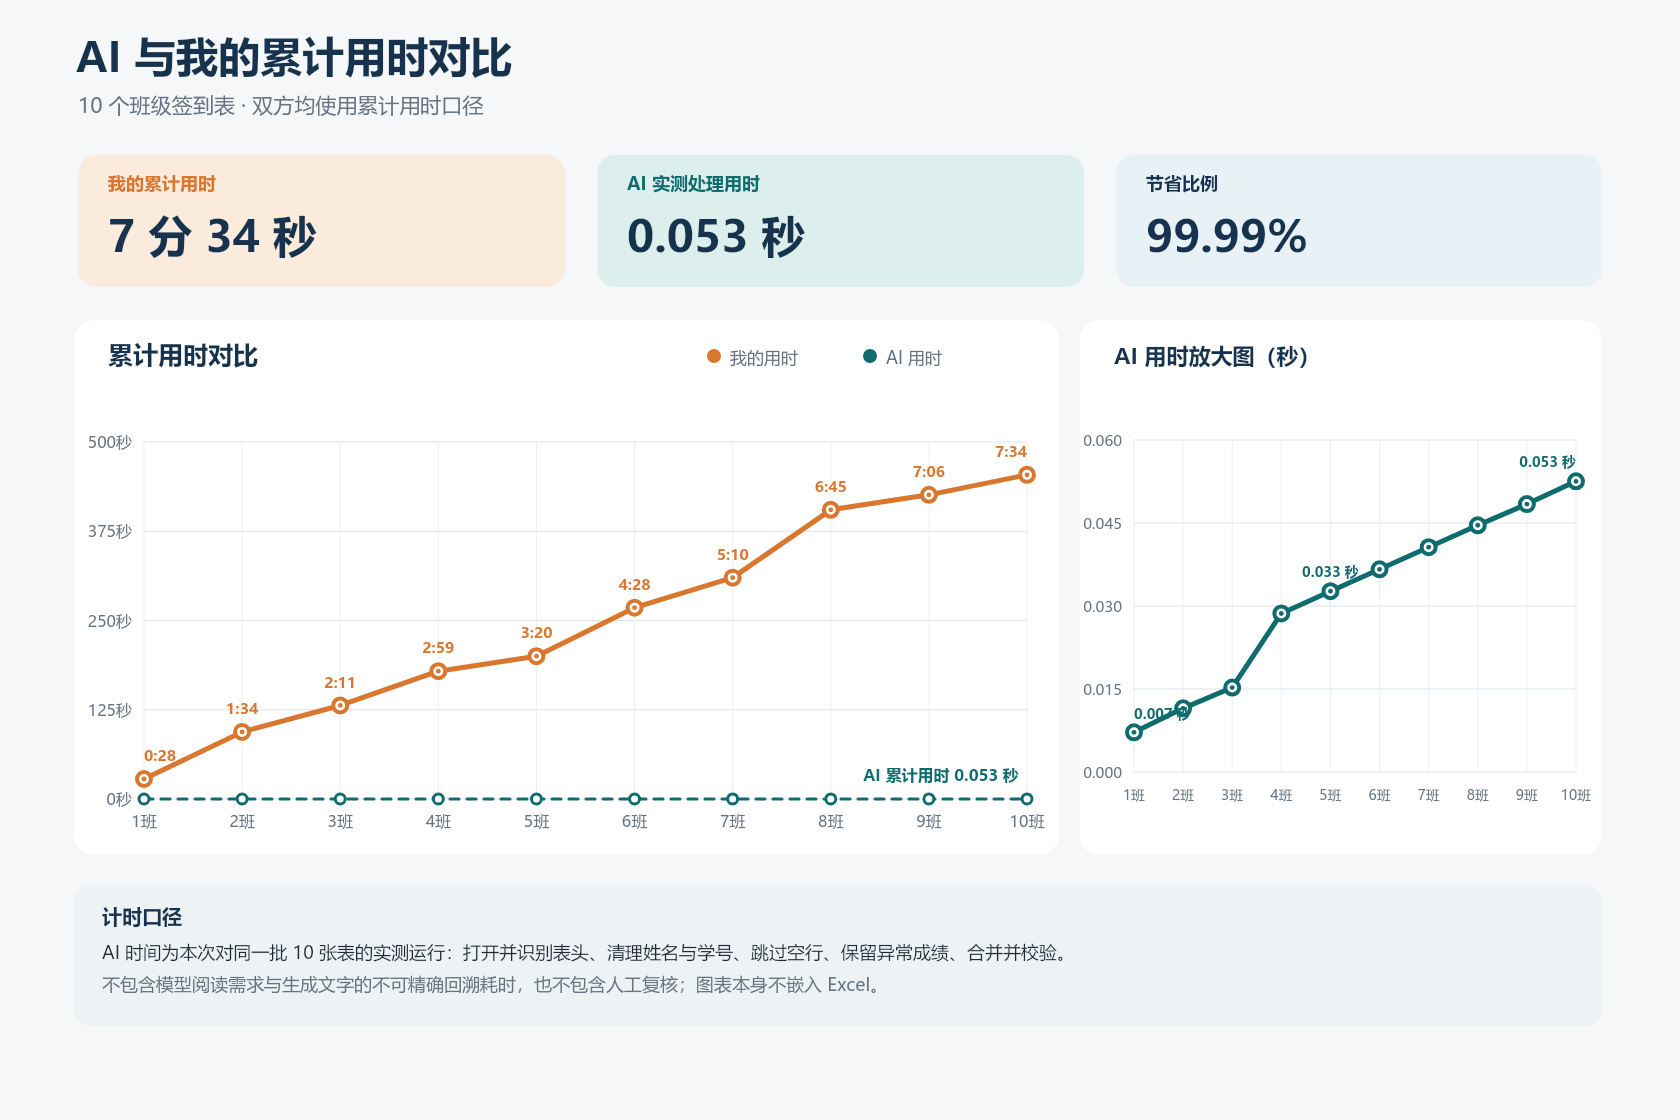 AI 与我的累计用时对比
10 个班级签到表 · 双方均使用累计用时口径
我的累计用时
7 分 34 秒
AI 实测处理用时
0.053 秒
节省比例
99.99%
累计用时对比
我的用时
AI 用时
500秒
375秒
250秒
125秒
0秒
0:28
1:34
2:11
2:59
3:20
4:28
5:10
6:45
7:06
7:34
AI 累计用时 0.053 秒
1班 2班 3班 4班 5班 6班 7班 8班 9班 10班
AI 用时放大图（秒）
0.060
0.045
0.030
0.015
0.000
0.007 秒
0.033 秒
0.053 秒
1班 2班 3班 4班 5班 6班 7班 8班 9班 10班
计时口径
AI 时间为本次对同一批 10 张表的实测运行：打开并识别表头、清理姓名与学号、跳过空行、保留异常成绩、合并并校验。
不包含模型阅读需求与生成文字的不可精确回溯耗时，也不包含人工复核；图表本身不嵌入 Excel。